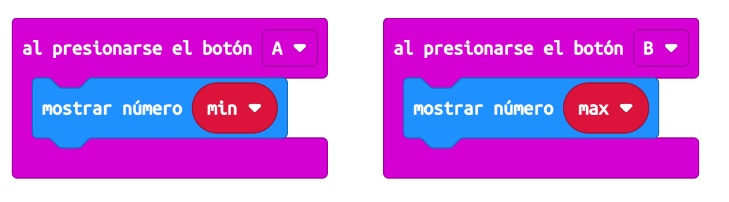 al presionarse el botón A
mostrar número min
al presionarse el botón B
mostrar número max